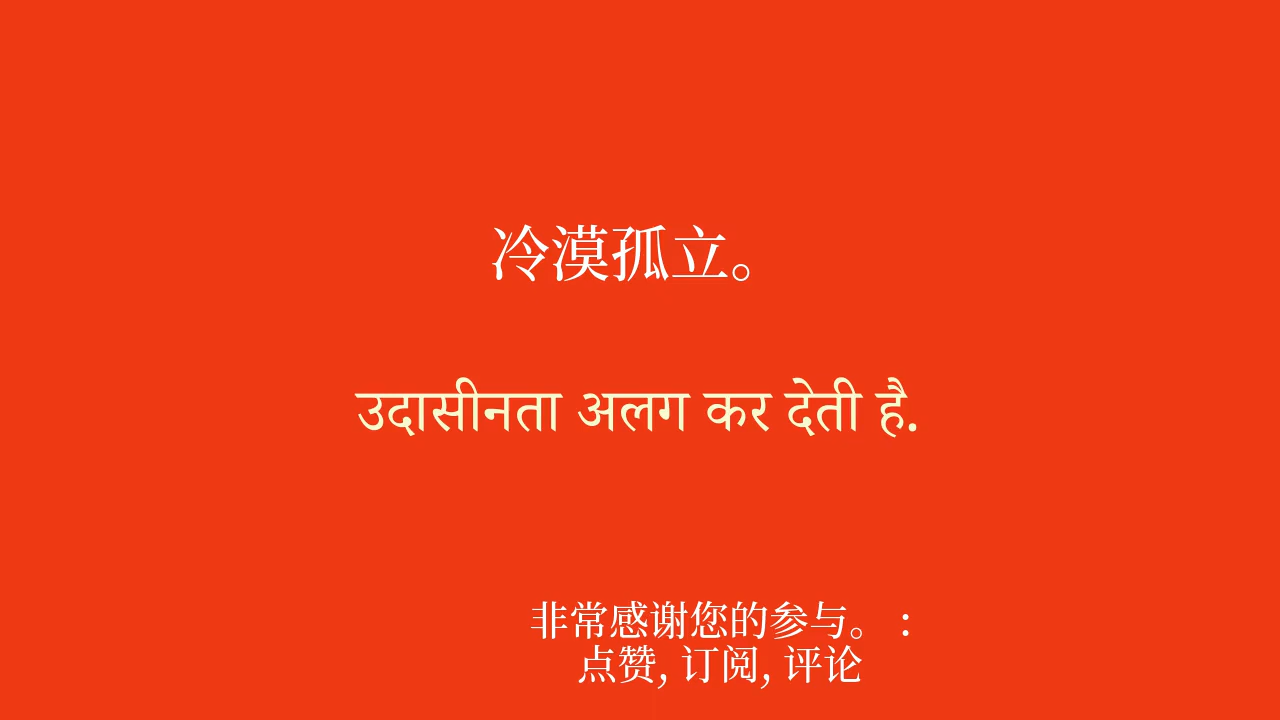 冷漠孤立。
उदासीनता अलग कर देती है.
非常感谢您的参与。 :
点赞, 订阅, 评论